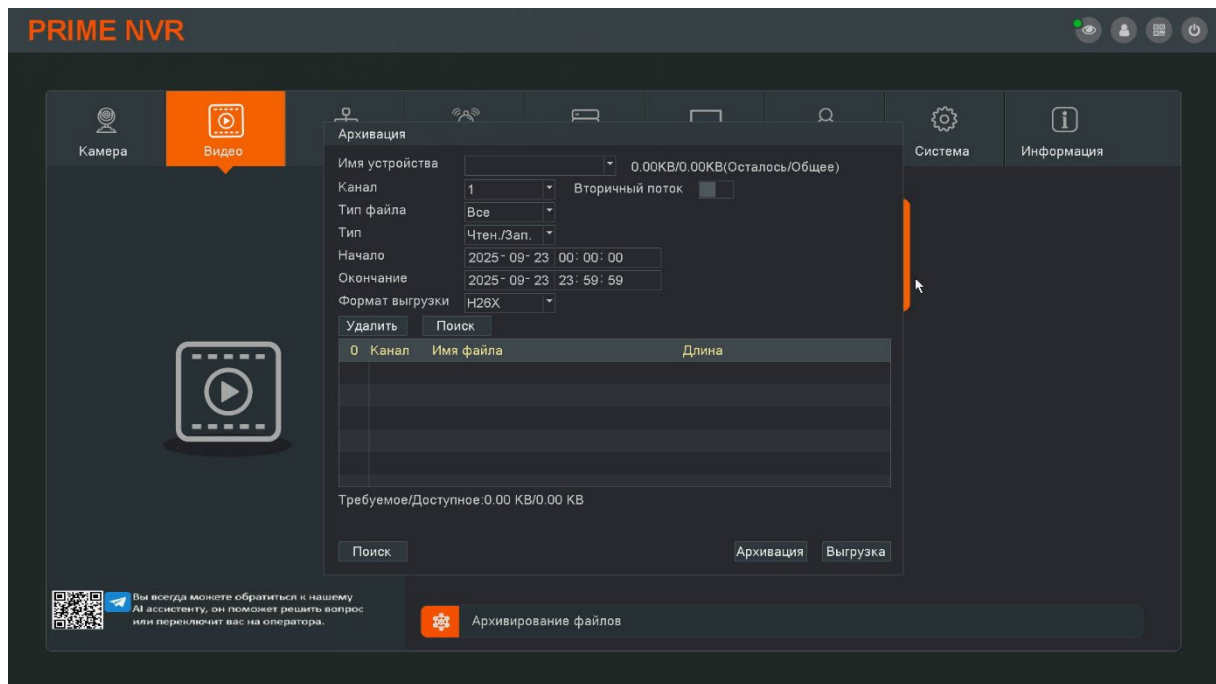 PRIME NVR
Камера
Видео
Система
Информация
Архивация
Имя устройства 0.00KB/0.00KB(Осталось/Общее)
Канал 1 Вторичный поток
Тип файла Все
Тип Чтен./Зап.
Начало 2025-09-23 00:00:00
Окончание 2025-09-23 23:59:59
Формат выгрузки H26X
Удалить Поиск
0 Канал Имя файла Длина
Требуемое/Доступное:0.00 KB/0.00 KB
Поиск Архивация Выгрузка
Вы всегда можете обратиться к нашему
AI ассистенту, он поможет решить вопрос
или переключит вас на оператора.
Архивирование файлов